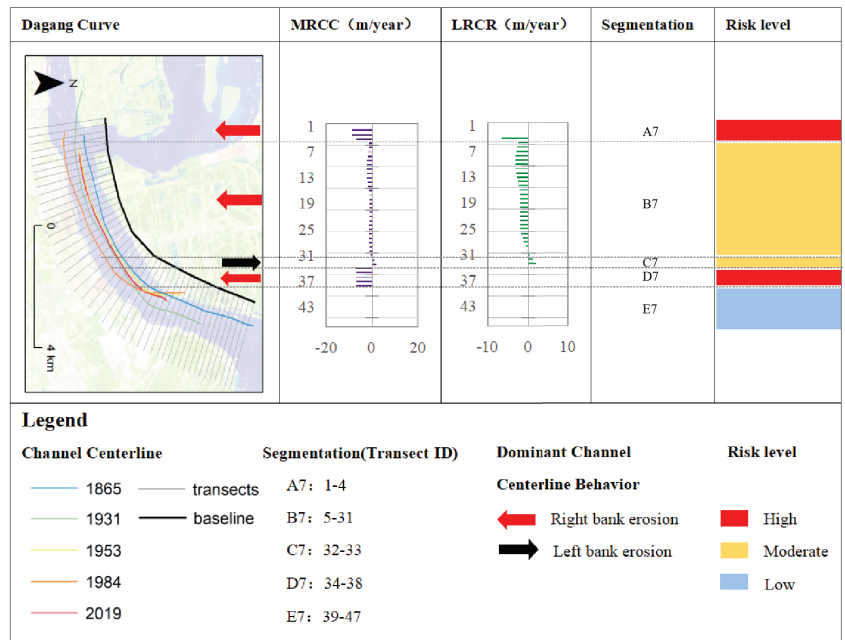 Dagang Curve MRCC（m/year） LRCR（m/year） Segmentation Risk level
N
0
4 km
1
7
13
19
25
31
37
43
-20 0 20
1
7
13
19
25
31
37
43
-10 0 10
A7
B7
C7
D7
E7
Legend
Channel Centerline
1865 transects
1931 baseline
1953
1984
2019
Segmentation(Transect ID)
A7：1-4
B7：5-31
C7：32-33
D7：34-38
E7：39-47
Dominant Channel
Centerline Behavior
Right bank erosion
Left bank erosion
Risk level
High
Moderate
Low